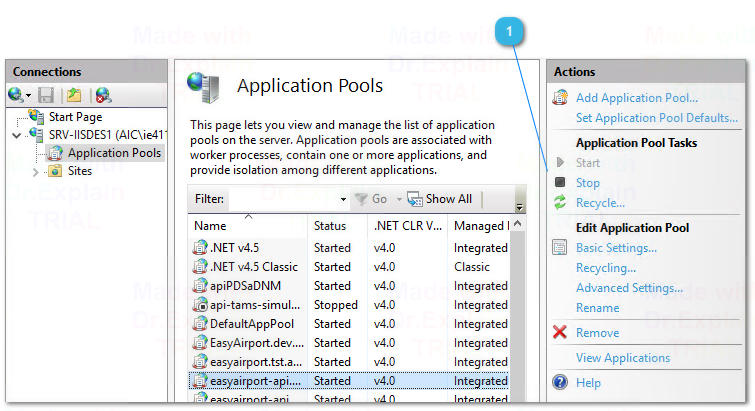 1
Made with
Dr.Explain
TRIAL
Connections
Start Page
SRV-IISDES1 (AIC\ie411
Application Pools
Sites
Application Pools
This page lets you view and manage the list of application
pools on the server. Application pools are associated with
worker processes, contain one or more applications, and
provide isolation among different applications.
Filter:
Go
Show All
Name Status .NET CLR V... Managed
.NET v4.5 Started v4.0 Integrated
.NET v4.5 Classic Started v4.0 Classic
apiPDSaDNM Started v4.0 Integrated
api-tams-simul... Stopped v4.0 Integrated
DefaultAppPool Started v4.0 Integrated
EasyAirport.dev.... Started v4.0 Integrated
easyairport.tst.a... Started v4.0 Integrated
easyairport-api.... Started v4.0 Integrated
easyairport-api Started v4.0 Integrated
Actions
Add Application Pool...
Set Application Pool Defaults...
Application Pool Tasks
Start
Stop
Recycle...
Edit Application Pool
Basic Settings...
Recycling...
Advanced Settings...
Rename
Remove
View Applications
Help